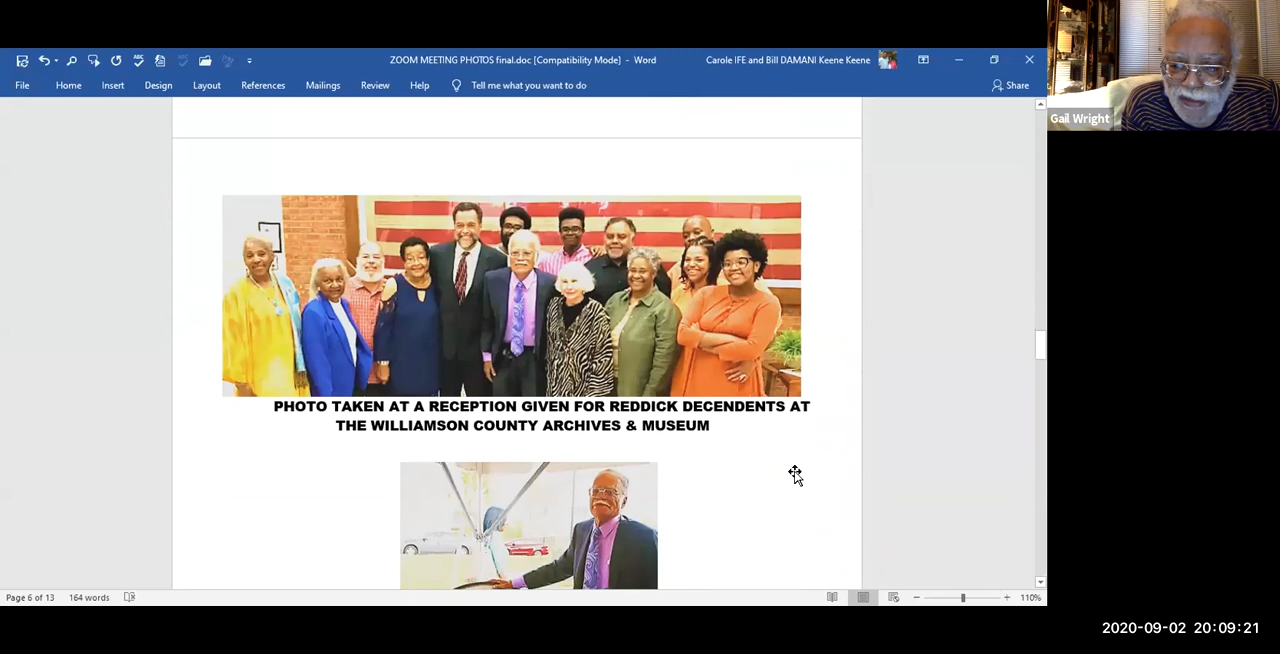 ZOOM MEETING PHOTOS final.doc [Compatibility Mode] - Word
Carole IFE and Bill DAMANI Keene Keene
File Home Insert Design Layout References Mailings Review Help Tell me what you want to do Share
Gail Wright
PHOTO TAKEN AT A RECEPTION GIVEN FOR REDDICK DECENDENTS AT
THE WILLIAMSON COUNTY ARCHIVES & MUSEUM
Page 6 of 13 164 words 110%
2020-09-02 20:09:21